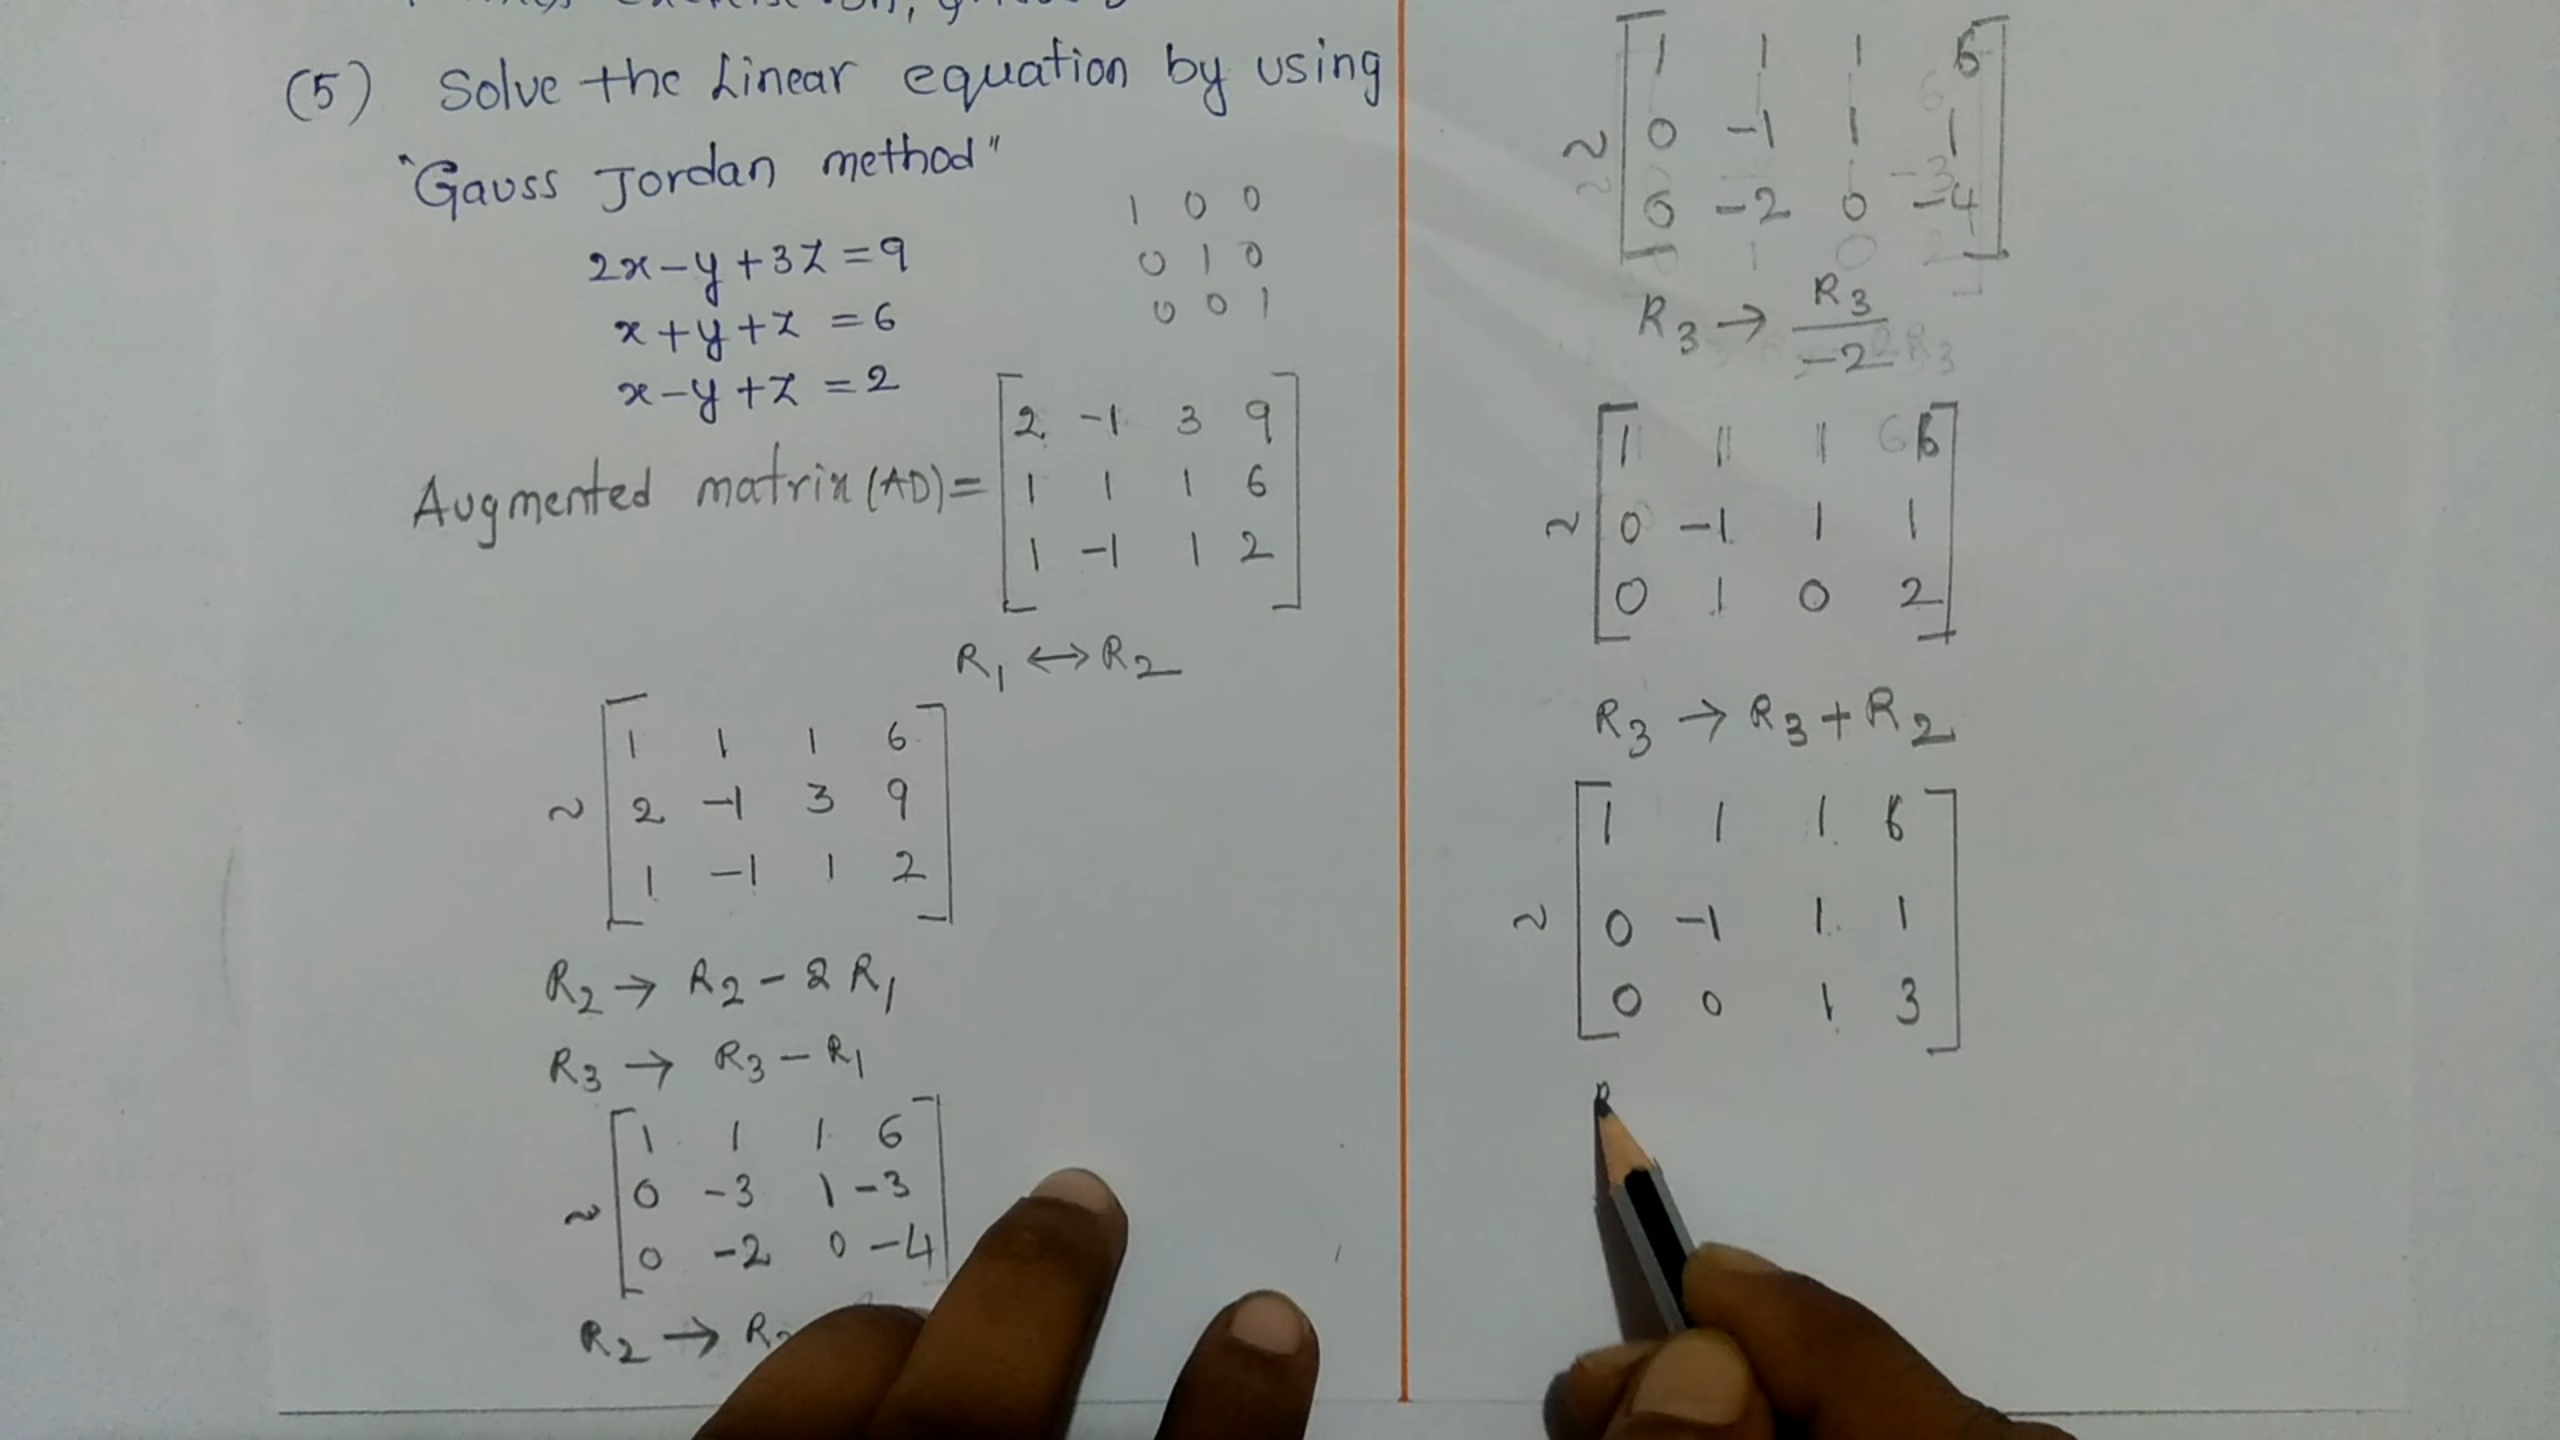 (5) Solve the Linear equation by using
"Gauss Jordan method"
2x-y+3z=9
x+y+z =6
x-y+z =2
1 0 0
0 1 0
0 0 1
Augmented matrix (AD)=
2 -1 3 9
1 1 1 6
1 -1 1 2
R1 ↔ R2
~
1 1 1 6
2 -1 3 9
1 -1 1 2
R2 → R2 - 2 R1
R3 → R3 - R1
~
1 1 1 6
0 -3 1 -3
0 -2 0 -4
R2 →
~
1 1 1 6
0 -1 1 1
0 -2 0 -4
R3 → R3/-2
~
1 1 1 6
0 -1 1 1
0 1 0 2
R3 → R3 + R2
~
1 1 1 6
0 -1 1 1
0 0 1 3